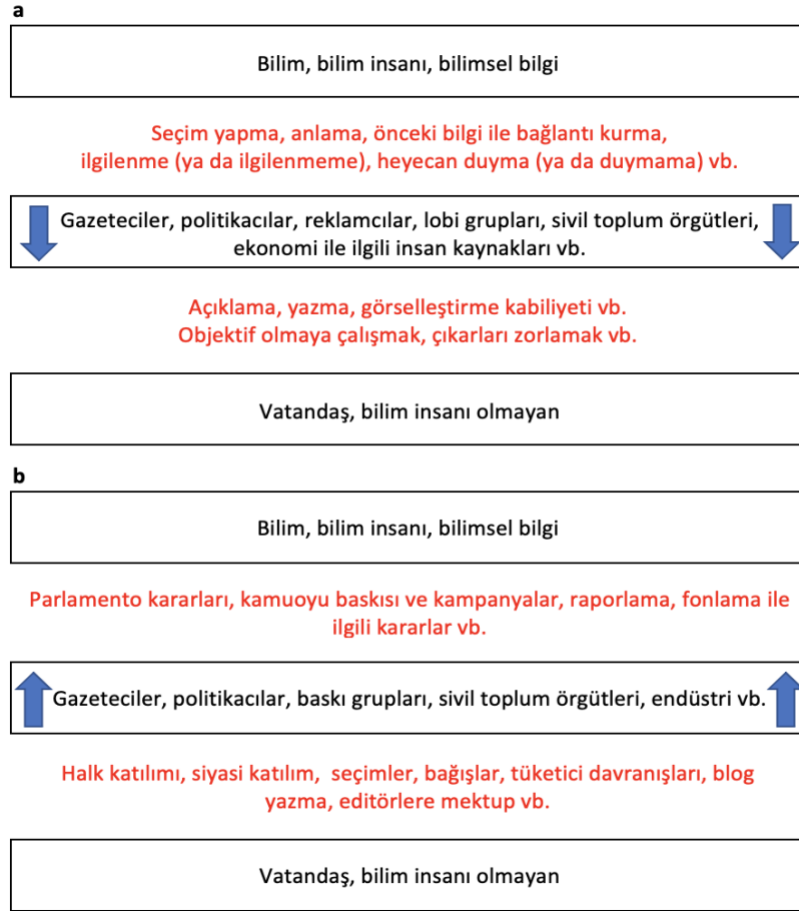 a
Bilim, bilim insanı, bilimsel bilgi
Seçim yapma, anlama, önceki bilgi ile bağlantı kurma,
ilgilenme (ya da ilgilenmeme), heyecan duyma (ya da duymama) vb.
Gazeteciler, politikacılar, reklamcılar, lobi grupları, sivil toplum örgütleri,
ekonomi ile ilgili insan kaynakları vb.
Açıklama, yazma, görselleştirme kabiliyeti vb.
Objektif olmaya çalışmak, çıkarları zorlamak vb.
Vatandaş, bilim insanı olmayan
b
Bilim, bilim insanı, bilimsel bilgi
Parlamento kararları, kamuoyu baskısı ve kampanyalar, raporlama, fonlama ile
ilgili kararlar vb.
Gazeteciler, politikacılar, baskı grupları, sivil toplum örgütleri, endüstri vb.
Halk katılımı, siyasi katılım, seçimler, bağışlar, tüketici davranışları, blog
yazma, editörlere mektup vb.
Vatandaş, bilim insanı olmayan